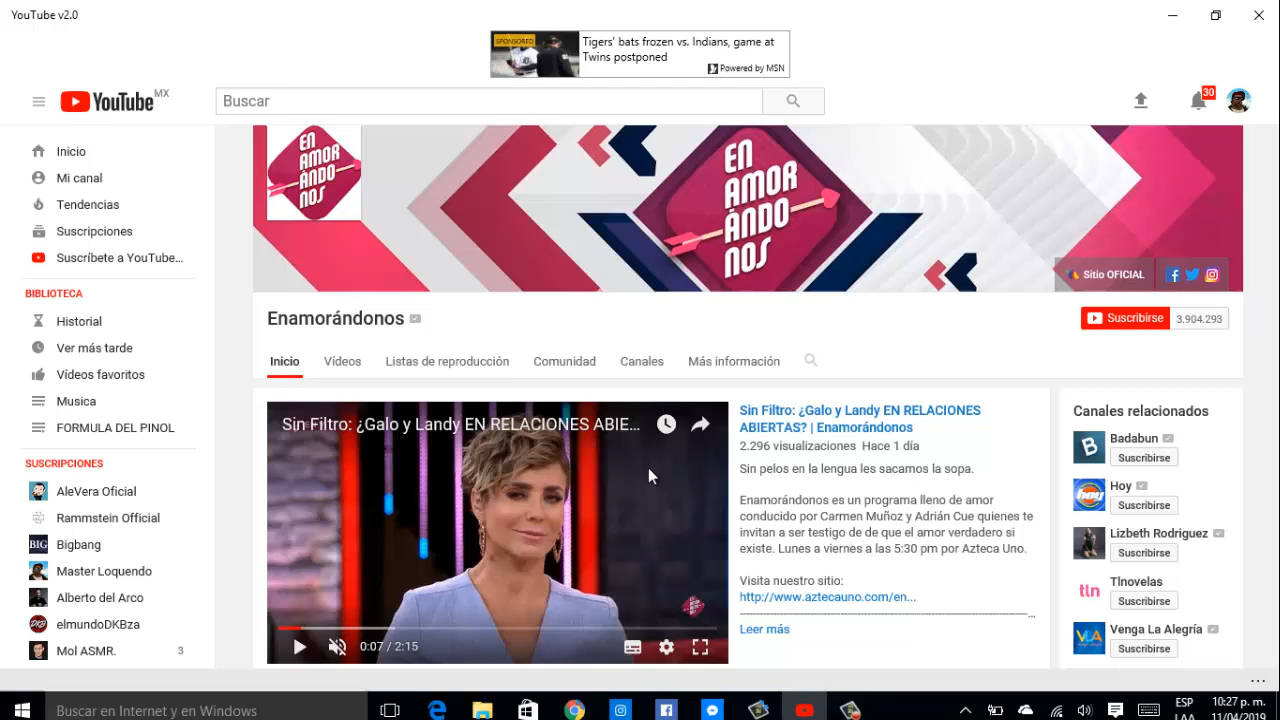 YouTube v2.0
SPONSORED
Tigers' bats frozen vs. Indians, game at
Twins postponed
Powered by MSN
YouTube MX
Buscar
30
Inicio
Mi canal
Tendencias
Suscripciones
Suscríbete a YouTube...
BIBLIOTECA
Historial
Ver más tarde
Vídeos favoritos
Musica
FORMULA DEL PINOL
SUSCRIPCIONES
AleVera Oficial
Rammstein Official
BIG
Bigbang
Master Loquendo
Alberto del Arco
DKB
elmundoDKBza
Mol ASMR.
3
EN
AMOR
ÁNDO
NOS
EN
AMOR
ÁNDO
NOS
Sitio OFICIAL
Enamorándonos
Suscribirse
3.904.293
Inicio
Vídeos
Listas de reproducción
Comunidad
Canales
Más información
Sin Filtro: ¿Galo y Landy EN RELACIONES ABIE...
0:07 / 2:15
Sin Filtro: ¿Galo y Landy EN RELACIONES
ABIERTAS? | Enamorándonos
2.296 visualizaciones Hace 1 día
Sin pelos en la lengua les sacamos la sopa.
Enamorándonos es un programa lleno de amor
conducido por Carmen Muñoz y Adrián Cue quienes te
invitan a ser testigo de de que el amor verdadero si
existe. Lunes a viernes a las 5:30 pm por Azteca Uno.
Visita nuestro sitio:
http://www.aztecauno.com/en...
Leer más
Canales relacionados
B
Badabun
Suscribirse
hoy
Hoy
Suscribirse
Lizbeth Rodriguez
Suscribirse
tln
Tlnovelas
Suscribirse
VLA
Venga La Alegría
Suscribirse
...
Buscar en Internet y en Windows
ESP
LAA
10:27 p. m.
11/04/2019